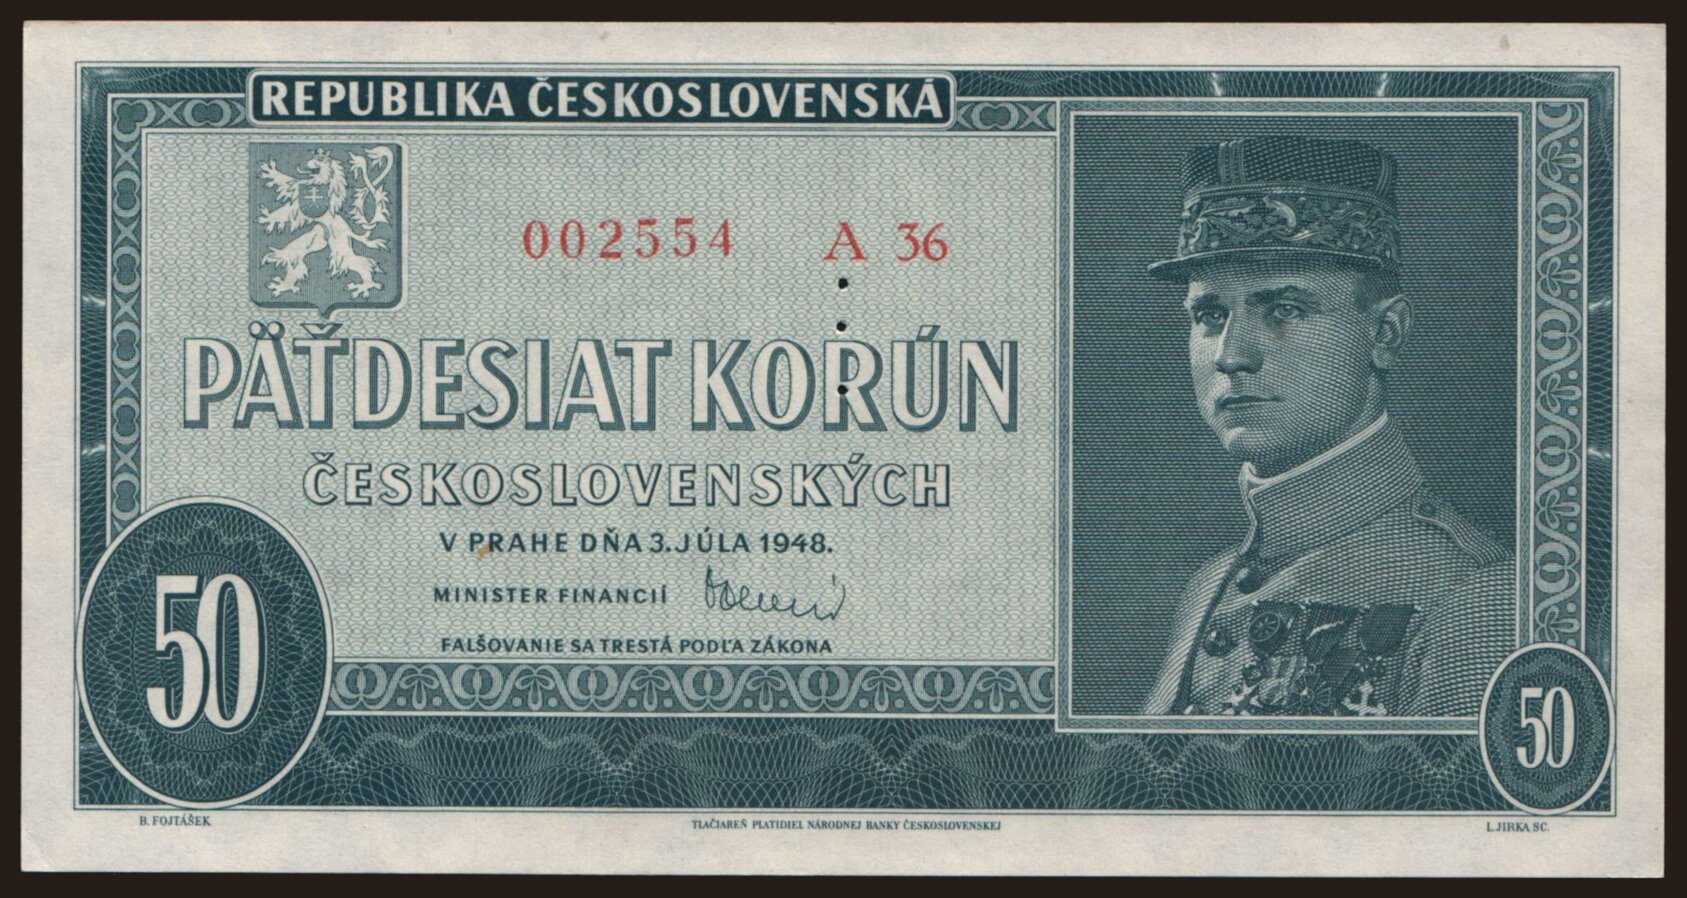 REPUBLIKA ČESKOSLOVENSKÁ
002554 A 36
PÄŤDESIAT KORÚN
ČESKOSLOVENSKÝCH
V PRAHE DŇA 3. JÚLA 1948.
MINISTER FINANCIÍ
FALŠOVANIE SA TRESTÁ PODĽA ZÁKONA
50
50
B. FOJTÁŠEK
TLAČIAREŇ PLATIDIEL NÁRODNEJ BANKY ČESKOSLOVENSKEJ
L. JIRKA SC.